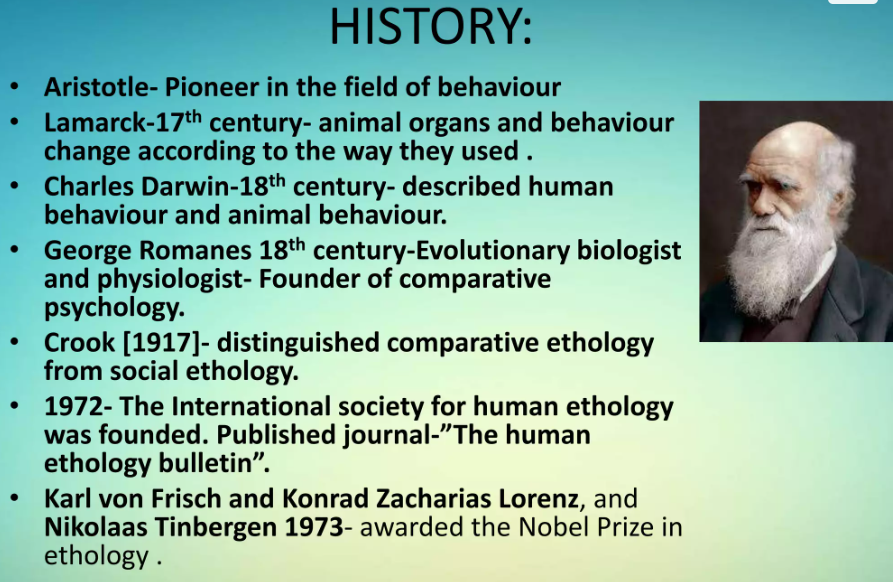 HISTORY:
• Aristotle- Pioneer in the field of behaviour
• Lamarck-17th century- animal organs and behaviour
change according to the way they used .
• Charles Darwin-18th century- described human
behaviour and animal behaviour.
• George Romanes 18th century-Evolutionary biologist
and physiologist- Founder of comparative
psychology.
• Crook [1917]- distinguished comparative ethology
from social ethology.
• 1972- The International society for human ethology
was founded. Published journal-”The human
ethology bulletin”.
• Karl von Frisch and Konrad Zacharias Lorenz, and
Nikolaas Tinbergen 1973- awarded the Nobel Prize in
ethology .